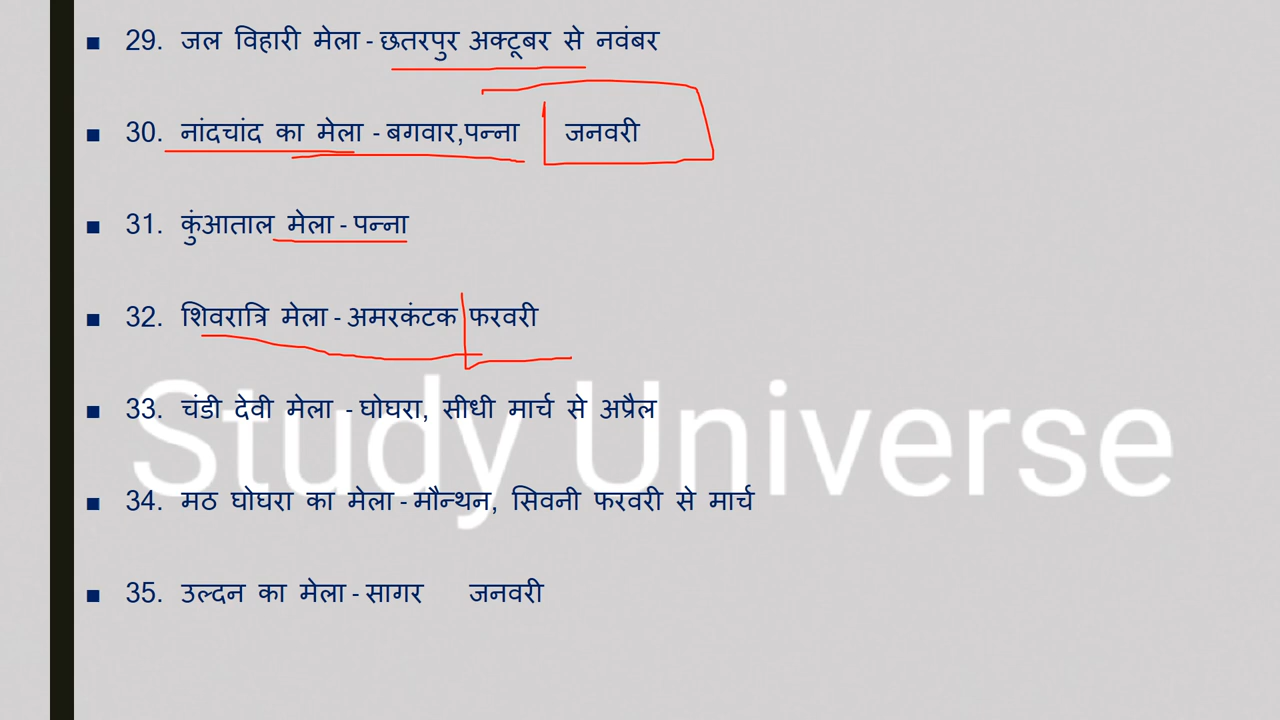 ■ 29. जल विहारी मेला - छतरपुर अक्टूबर से नवंबर
■ 30. नांदचांद का मेला - बगवार,पन्ना जनवरी
■ 31. कुंआताल मेला - पन्ना
■ 32. शिवरात्रि मेला - अमरकंटक फरवरी
■ 33. चंडी देवी मेला - घोघरा, सीधी मार्च से अप्रैल
Study Universe
■ 34. मठ घोघरा का मेला - मौन्थन, सिवनी फरवरी से मार्च
■ 35. उल्दन का मेला - सागर जनवरी